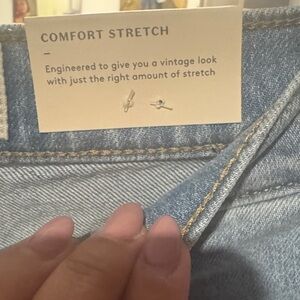 COMFORT STRETCH
Engineered to give you a vintage look
with just the right amount of stretch